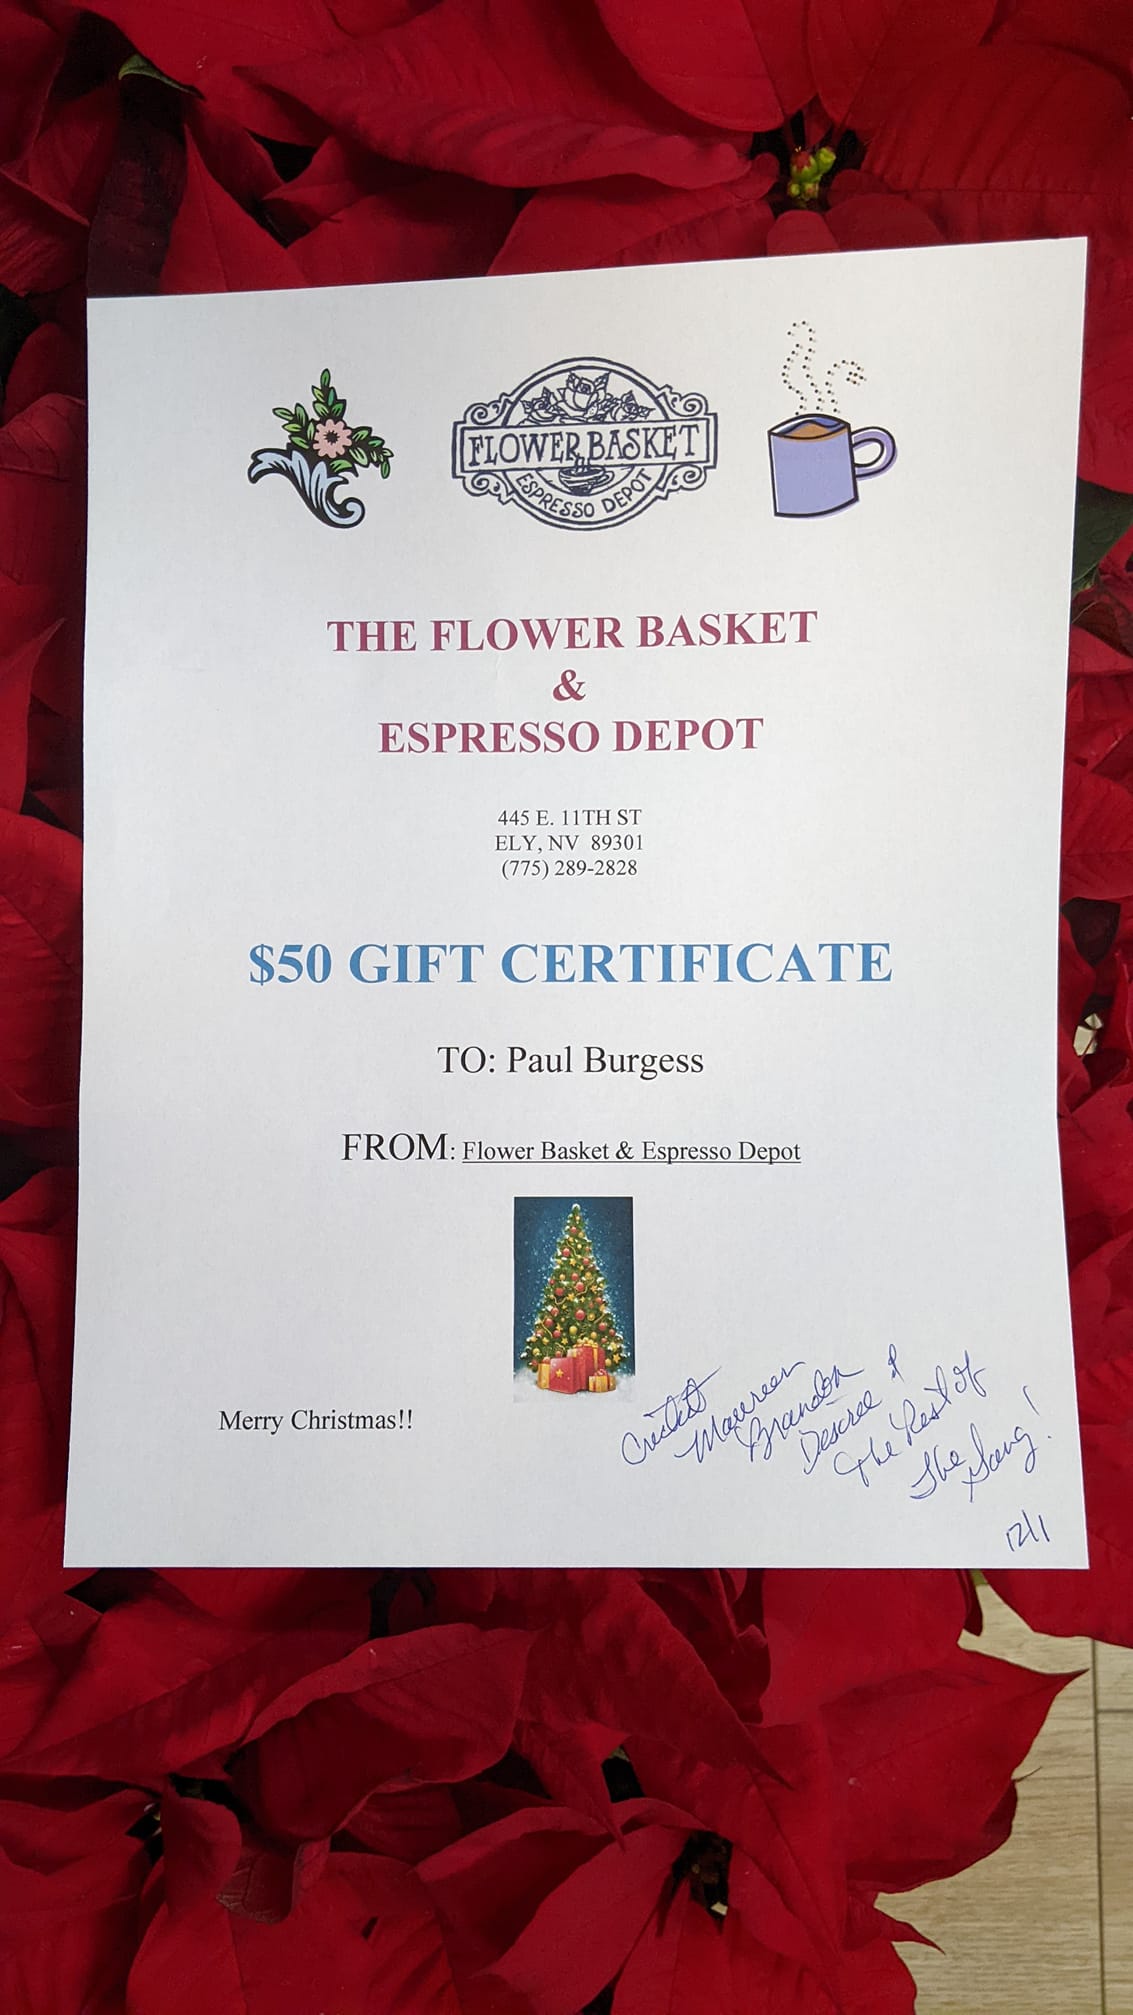 FLOWER BASKET
ESPRESSO DEPOT
THE FLOWER BASKET
&
ESPRESSO DEPOT
445 E. 11TH ST
ELY, NV  89301
(775) 289-2828
$50 GIFT CERTIFICATE
TO: Paul Burgess
FROM: Flower Basket & Espresso Depot
Merry Christmas!!
Maureen
Brandon
Desiree &
The Rest of
The Gang!
12/1